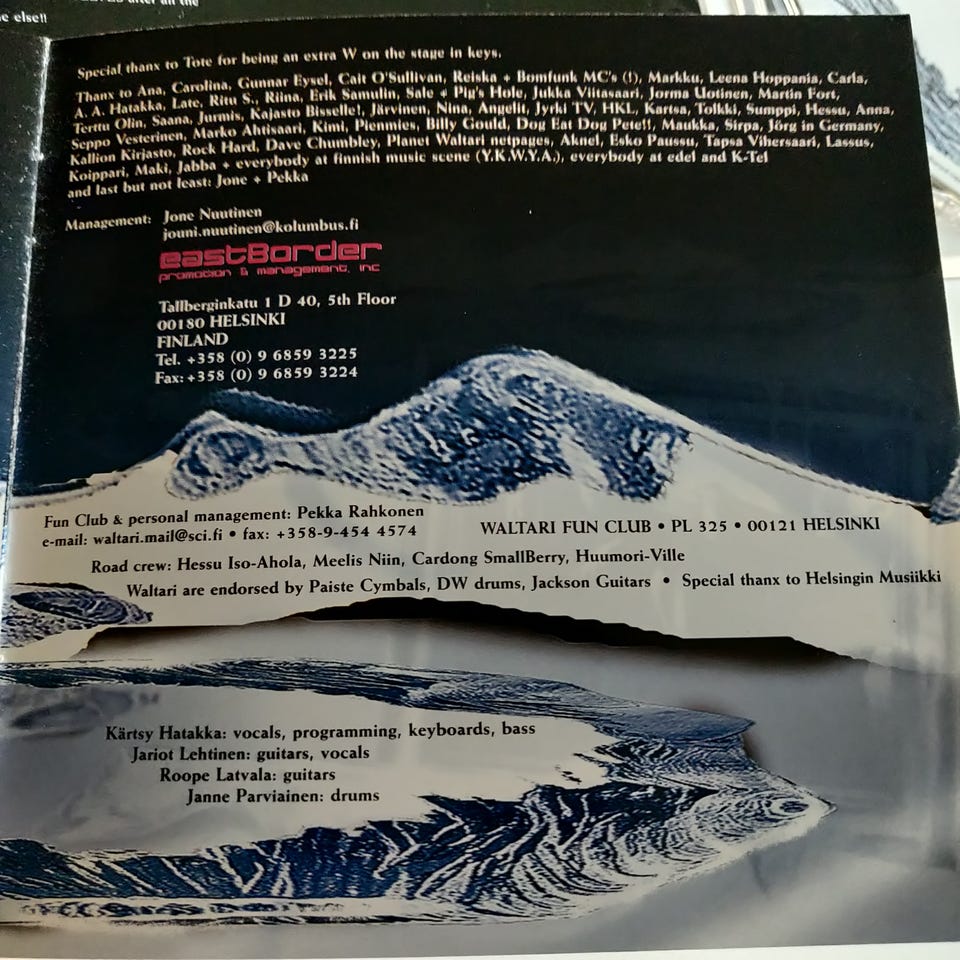 after all the
e else!!
Special thanx to Tote for being an extra W on the stage in keys.
Thanx to Ana, Carolina, Gunnar Eysel, Cait O'Sullivan, Reiska + Bomfunk MC's (!), Markku, Leena Hoppania, Carla,
A. A. Hatakka, Late, Ritu S., Riina, Erik Samulin, Sale + Pig's Hole, Jukka Viitasaari, Jorma Uotinen, Martin Fort,
Terttu Olin, Saana, Jurmis, Kajasto Bisselle!, Järvinen, Nina, Angelit, Jyrki TV, HKL, Kartsa, Tolkki, Sumppi, Hessu, Anna,
Seppo Vesterinen, Marko Ahtisaari, Kimi, Plenmies, Billy Gould, Dog Eat Dog Pete!!, Maukka, Sirpa, Jörg in Germany,
Kallion Kirjasto, Rock Hard, Dave Chumbley, Planet Waltari netpages, Aknel, Esko Paussu, Tapsa Vihersaari, Lassus,
Koippari, Maki, Jabba + everybody at finnish music scene (Y.K.W.Y.A.), everybody at edel and K-Tel
and last but not least: Jone + Pekka
Management: Jone Nuutinen
jouni.nuutinen@kolumbus.fi
eastBorder
promotion & management, inc
Tallberginkatu 1 D 40, 5th Floor
00180 HELSINKI
FINLAND
Tel. +358 (0) 9 6859 3225
Fax: +358 (0) 9 6859 3224
Fun Club & personal management: Pekka Rahkonen
e-mail: waltari.mail@sci.fi • fax: +358-9-454 4574
WALTARI FUN CLUB • PL 325 • 00121 HELSINKI
Road crew: Hessu Iso-Ahola, Meelis Niin, Cardong SmallBerry, Huumori-Ville
Waltari are endorsed by Paiste Cymbals, DW drums, Jackson Guitars • Special thanx to Helsingin Musiikki
Kärtsy Hatakka: vocals, programming, keyboards, bass
Jariot Lehtinen: guitars, vocals
Roope Latvala: guitars
Janne Parviainen: drums